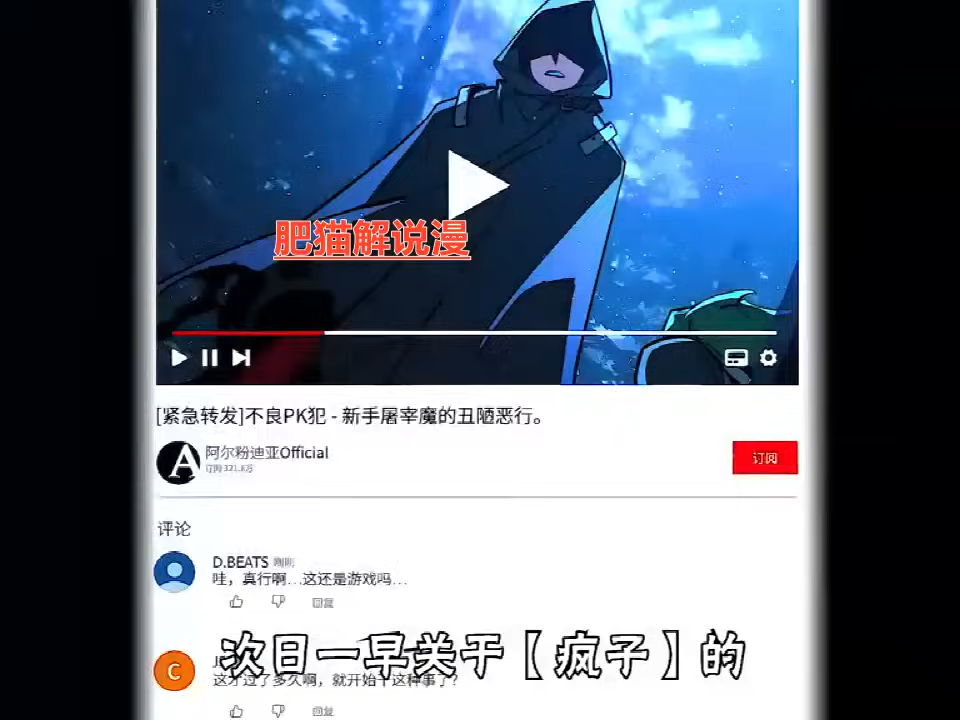 肥猫解说漫
[紧急转发]不良PK犯 - 新手屠宰魔的丑陋恶行。
A 阿尔粉迪亚Official
订阅
评论
D.BEATS 刚刚
哇，真行啊...这还是游戏吗...
回复
次日一早关于【疯子】的
C
这才过了多久啊，就开始干这种事了？
回复